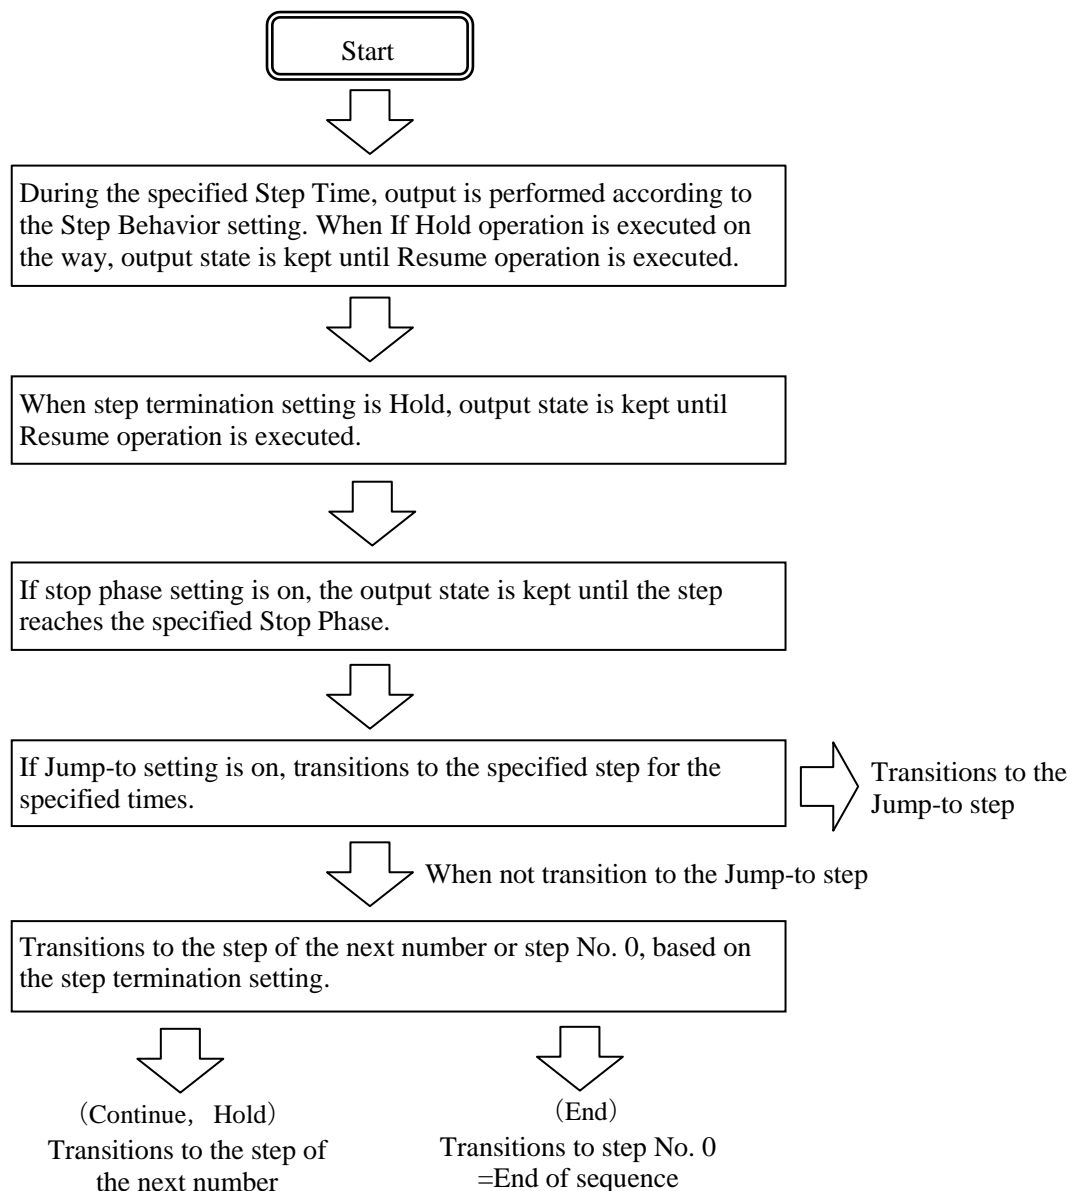 Start
During the specified Step Time, output is performed according to
the Step Behavior setting. When If Hold operation is executed on
the way, output state is kept until Resume operation is executed.
When step termination setting is Hold, output state is kept until
Resume operation is executed.
If stop phase setting is on, the output state is kept until the step
reaches the specified Stop Phase.
If Jump-to setting is on, transitions to the specified step for the
specified times.
Transitions to the
Jump-to step
When not transition to the Jump-to step
Transitions to the step of the next number or step No. 0, based on
the step termination setting.
（Continue， Hold）
Transitions to the step of
the next number
（End）
Transitions to step No. 0
=End of sequence